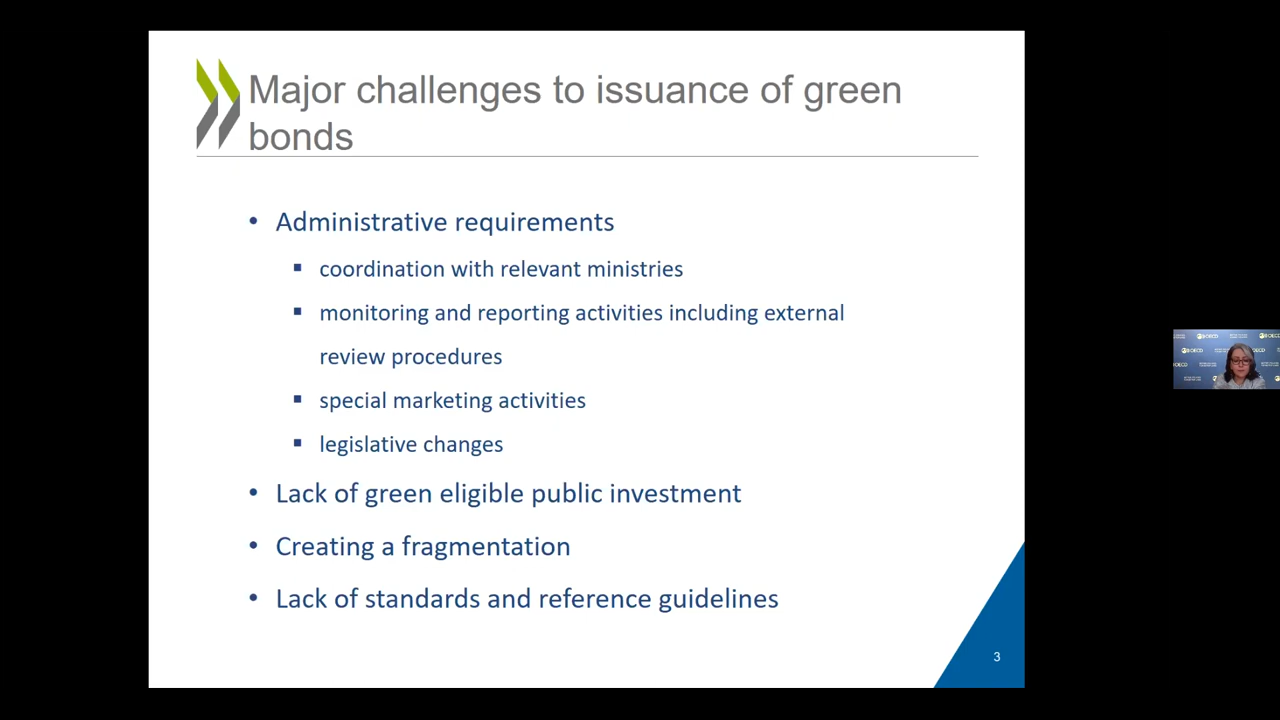 Major challenges to issuance of green
bonds
• Administrative requirements
▪ coordination with relevant ministries
▪ monitoring and reporting activities including external
review procedures
▪ special marketing activities
▪ legislative changes
• Lack of green eligible public investment
• Creating a fragmentation
• Lack of standards and reference guidelines
3
OECD